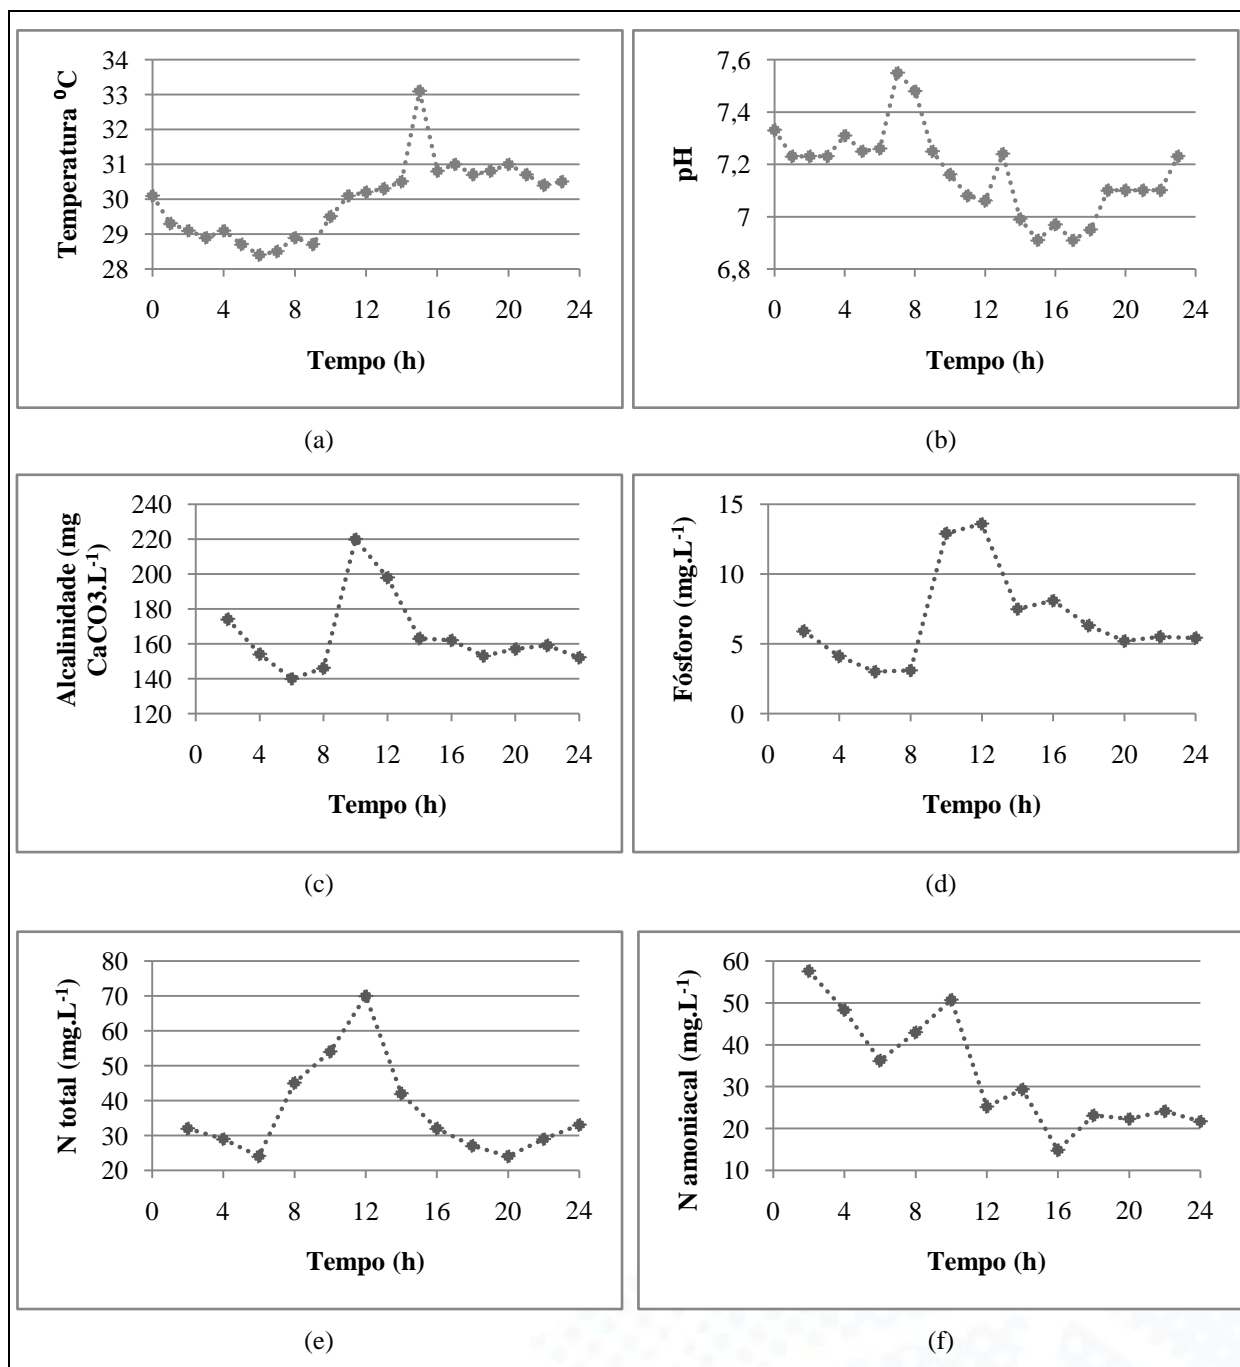 Temperatura ⁰C
34
33
32
31
30
29
28
0 4 8 12 16 20 24
Tempo (h)
(a)
pH
7,6
7,4
7,2
7
6,8
0 4 8 12 16 20 24
Tempo (h)
(b)
Alcalinidade (mg
CaCO3.L⁻¹)
240
220
200
180
160
140
120
0 4 8 12 16 20 24
Tempo (h)
(c)
Fósforo (mg.L⁻¹)
15
10
5
0
0 4 8 12 16 20 24
Tempo (h)
(d)
N total (mg.L⁻¹)
80
70
60
50
40
30
20
0 4 8 12 16 20 24
Tempo (h)
(e)
N amoniacal (mg.L⁻¹)
60
50
40
30
20
10
0 4 8 12 16 20 24
Tempo (h)
(f)